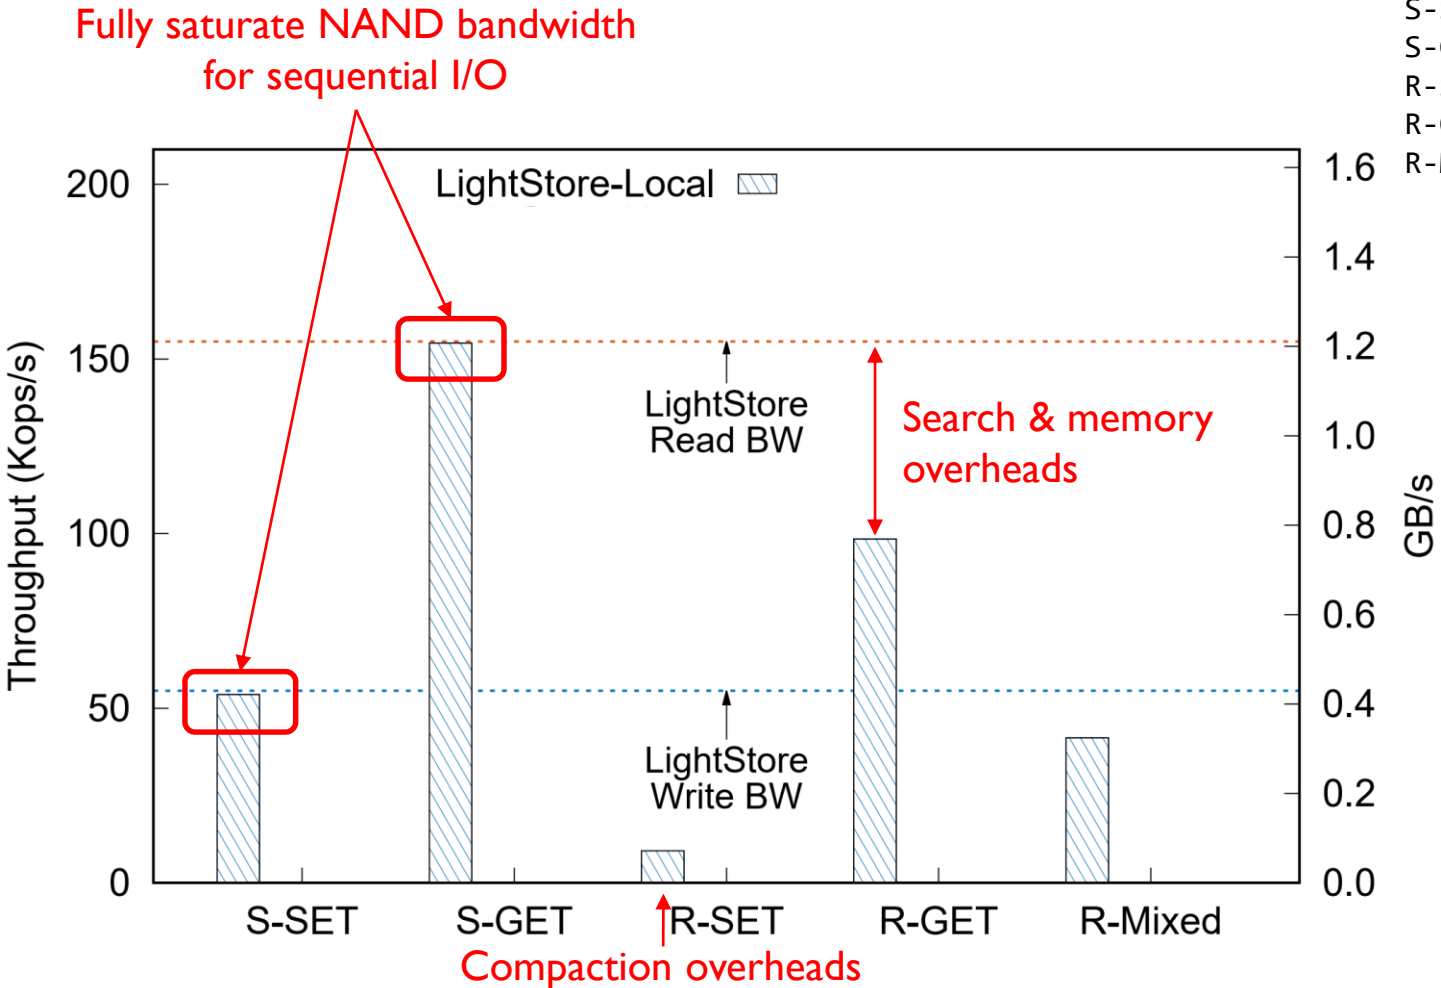 Fully saturate NAND bandwidth
for sequential I/O
S-
S-
R-
R-
R-
LightStore-Local
200
150
100
50
0
Throughput (Kops/s)
1.6
1.4
1.2
1.0
0.8
0.6
0.4
0.2
0.0
GB/s
LightStore
Read BW
Search & memory
overheads
LightStore
Write BW
S-SET
S-GET
R-SET
R-GET
R-Mixed
Compaction overheads